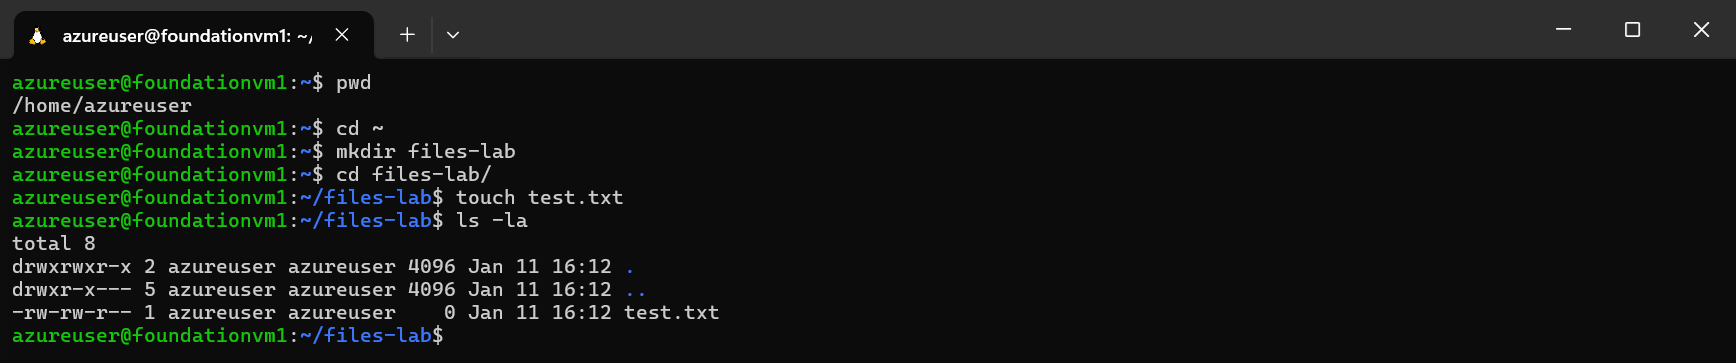 azureuser@foundationvm1: ~/
azureuser@foundationvm1:~$ pwd
/home/azureuser
azureuser@foundationvm1:~$ cd ~
azureuser@foundationvm1:~$ mkdir files-lab
azureuser@foundationvm1:~$ cd files-lab/
azureuser@foundationvm1:~/files-lab$ touch test.txt
azureuser@foundationvm1:~/files-lab$ ls -la
total 8
drwxrwxr-x 2 azureuser azureuser 4096 Jan 11 16:12 .
drwxr-x--- 5 azureuser azureuser 4096 Jan 11 16:12 ..
-rw-rw-r-- 1 azureuser azureuser    0 Jan 11 16:12 test.txt
azureuser@foundationvm1:~/files-lab$